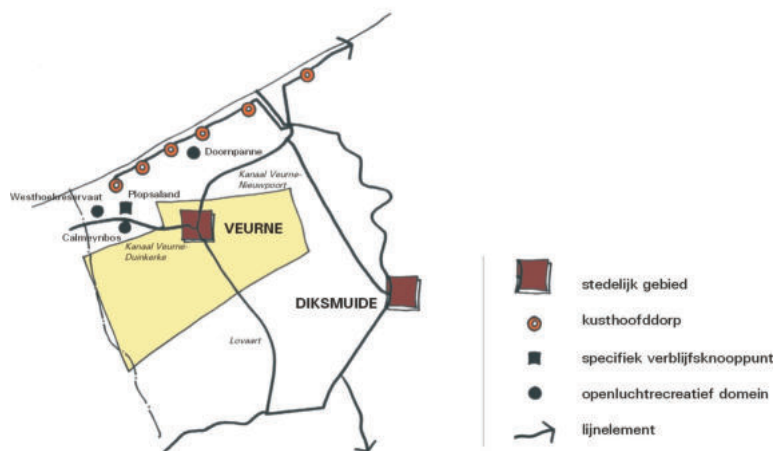 Doornpanne
Kanaal Veurne-
Nieuwpoort
Westhoekreservaat
Plopsaland
Calmeynbos
VEURNE
Kanaal Veurne-
Duinkerke
DIKSMUIDE
Lovaart
stedelijk gebied
kusthoofddorp
specifiek verblijfsknooppunt
openluchtrecreatief domein
lijnelement